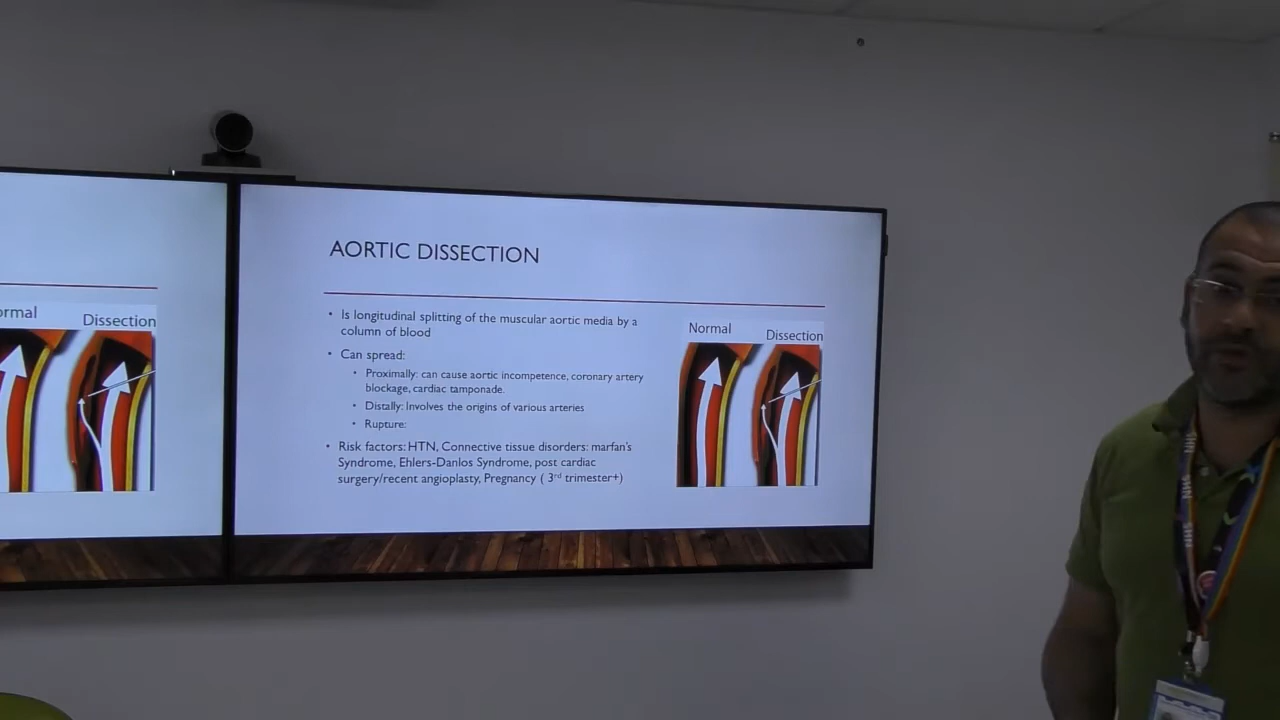 ormal
Dissection
AORTIC DISSECTION
• Is longitudinal splitting of the muscular aortic media by a
column of blood
• Can spread:
• Proximally: can cause aortic incompetence, coronary artery
blockage, cardiac tamponade.
• Distally: Involves the origins of various arteries
• Rupture:
• Risk factors: HTN, Connective tissue disorders: marfan's
Syndrome, Ehlers-Danlos Syndrome, post cardiac
surgery/recent angioplasty, Pregnancy ( 3rd trimester+)
Normal
Dissection
NHS
NHS